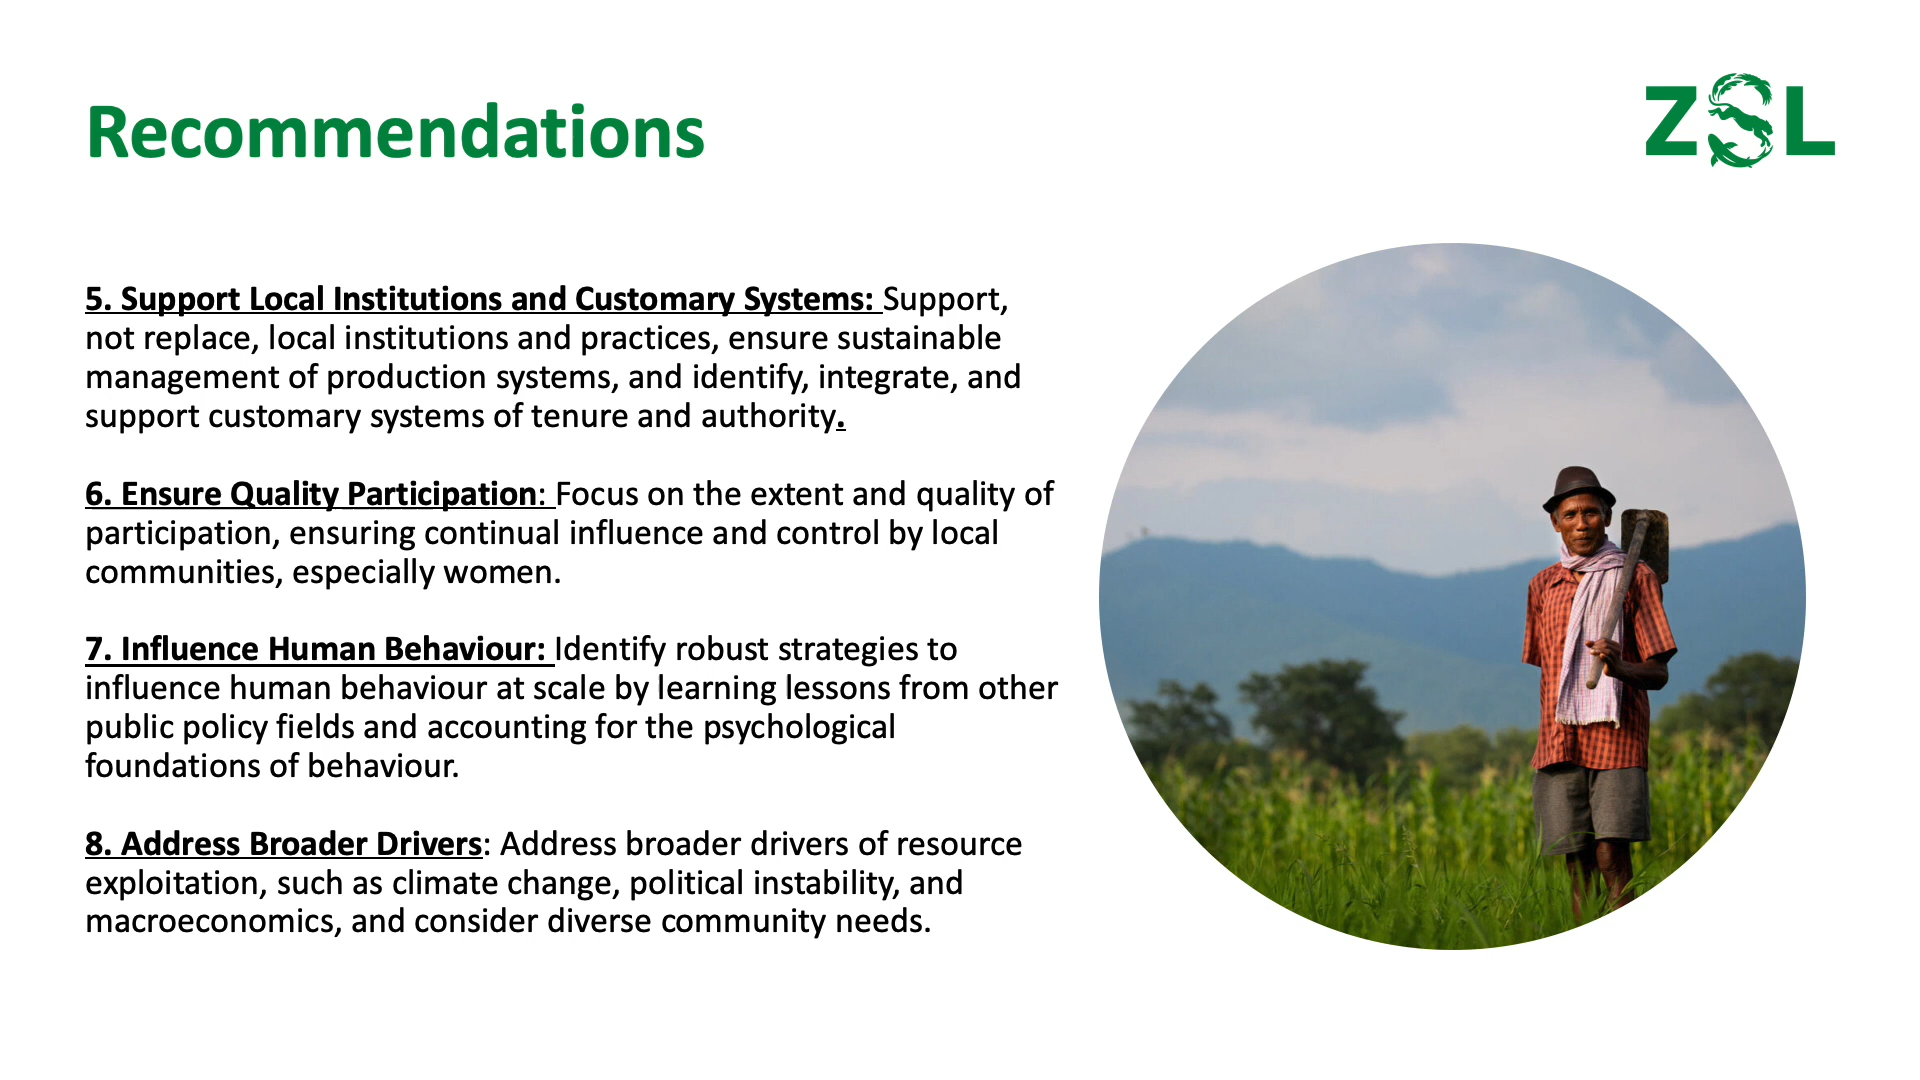 Recommendations
ZSL
5. Support Local Institutions and Customary Systems: Support,
not replace, local institutions and practices, ensure sustainable
management of production systems, and identify, integrate, and
support customary systems of tenure and authority.
6. Ensure Quality Participation: Focus on the extent and quality of
participation, ensuring continual influence and control by local
communities, especially women.
7. Influence Human Behaviour: Identify robust strategies to
influence human behaviour at scale by learning lessons from other
public policy fields and accounting for the psychological
foundations of behaviour.
8. Address Broader Drivers: Address broader drivers of resource
exploitation, such as climate change, political instability, and
macroeconomics, and consider diverse community needs.